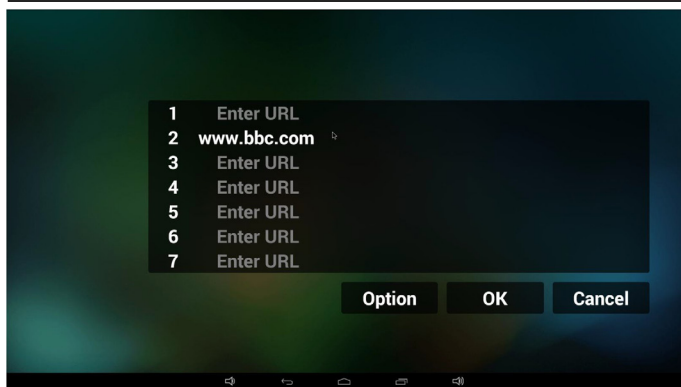 1 Enter URL
2 www.bbc.com
3 Enter URL
4 Enter URL
5 Enter URL
6 Enter URL
7 Enter URL
Option OK Cancel